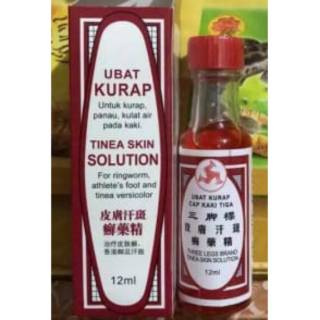 UBAT
KURAP
Untuk kurap,
panau, kulat air
pada kaki.
TINEA SKIN
SOLUTION
For ringworm,
athlete's foot and
tinea versicolor
皮膚汗斑
癬藥精
12ml
UBAT KURAP
CAP KAKI TIGA
三脚標
皮膚汗斑
癬藥精
THREE LEGS BRAND
TINEA SKIN SOLUTION
12ml